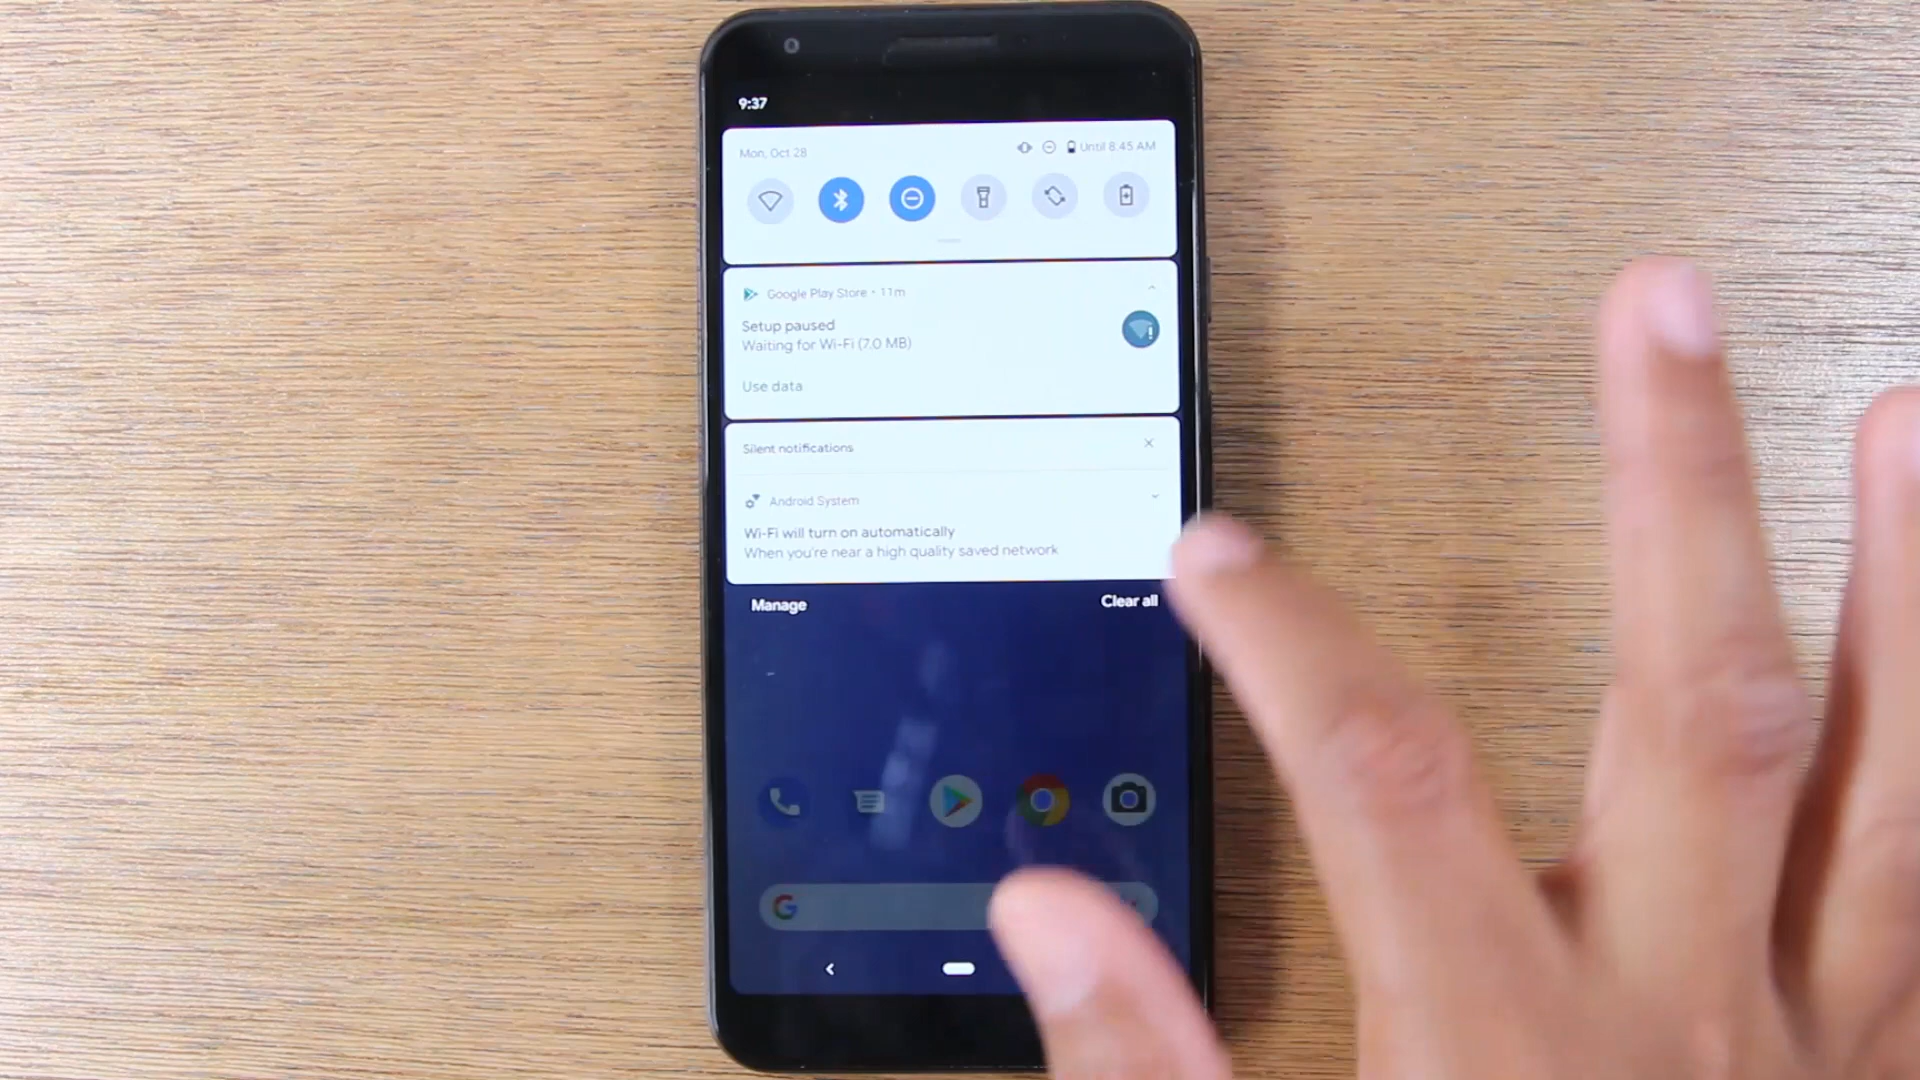 9:37
Mon, Oct 28
Until 8:45 AM
Google Play Store • 11m
Setup paused
Waiting for Wi-Fi (7.0 MB)
Use data
Silent notifications
Android System
Wi-Fi will turn on automatically
When you're near a high quality saved network
Manage
Clear all
G